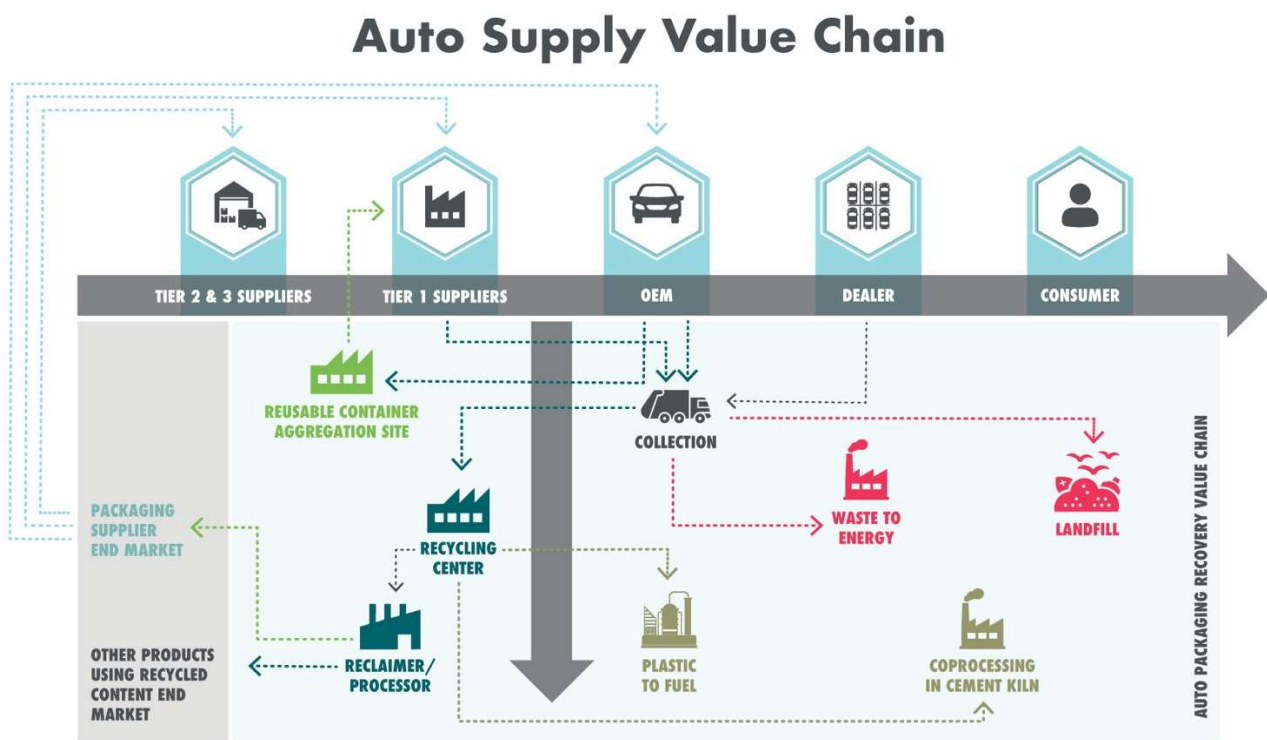 Auto Supply Value Chain
TIER 2 & 3 SUPPLIERS
TIER 1 SUPPLIERS
OEM
DEALER
CONSUMER
REUSABLE CONTAINER
AGGREGATION SITE
COLLECTION
PACKAGING
SUPPLIER
END MARKET
RECYCLING
CENTER
WASTE TO
ENERGY
LANDFILL
OTHER PRODUCTS
USING RECYCLED
CONTENT END
MARKET
RECLAIMER/
PROCESSOR
PLASTIC
TO FUEL
COPROCESSING
IN CEMENT KILN
AUTO PACKAGING RECOVERY VALUE CHAIN